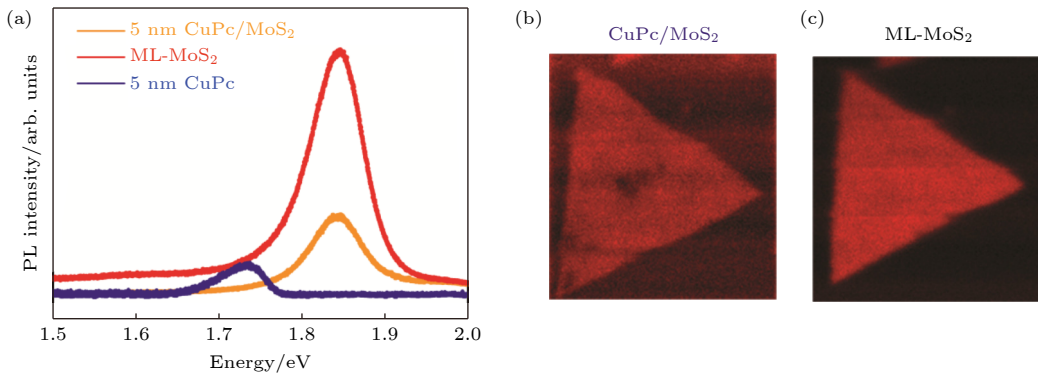 (a)
5 nm CuPc/MoS₂
ML-MoS₂
5 nm CuPc
PL intensity/arb. units
1.5 1.6 1.7 1.8 1.9 2.0
Energy/eV
(b)
CuPc/MoS₂
(c)
ML-MoS₂